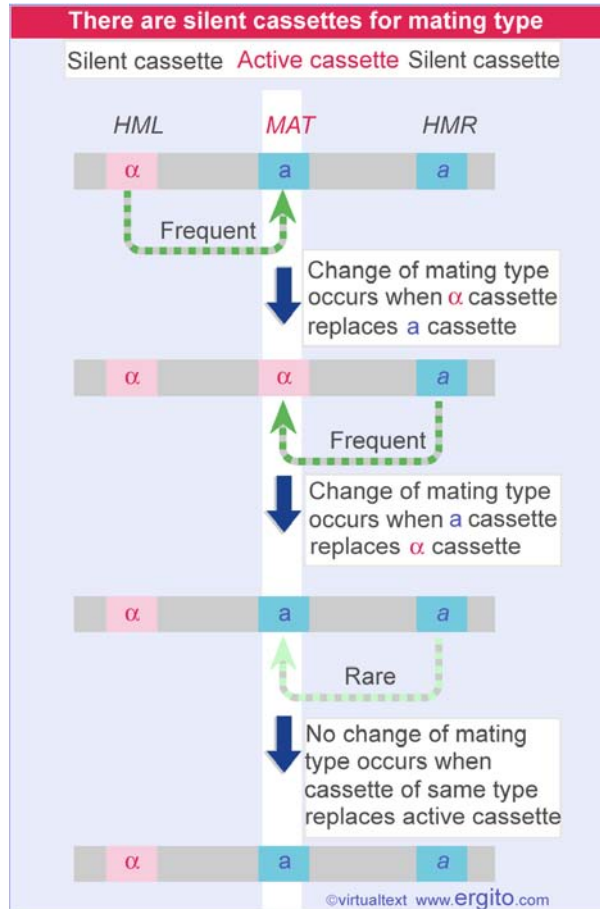 There are silent cassettes for mating type
Silent cassette Active cassette Silent cassette
HML MAT HMR
α a a
Frequent
Change of mating type
occurs when α cassette
replaces a cassette
α α a
Frequent
Change of mating type
occurs when a cassette
replaces α cassette
α a a
Rare
No change of mating
type occurs when
cassette of same type
replaces active cassette
α a a
©virtualtext www.ergito.com